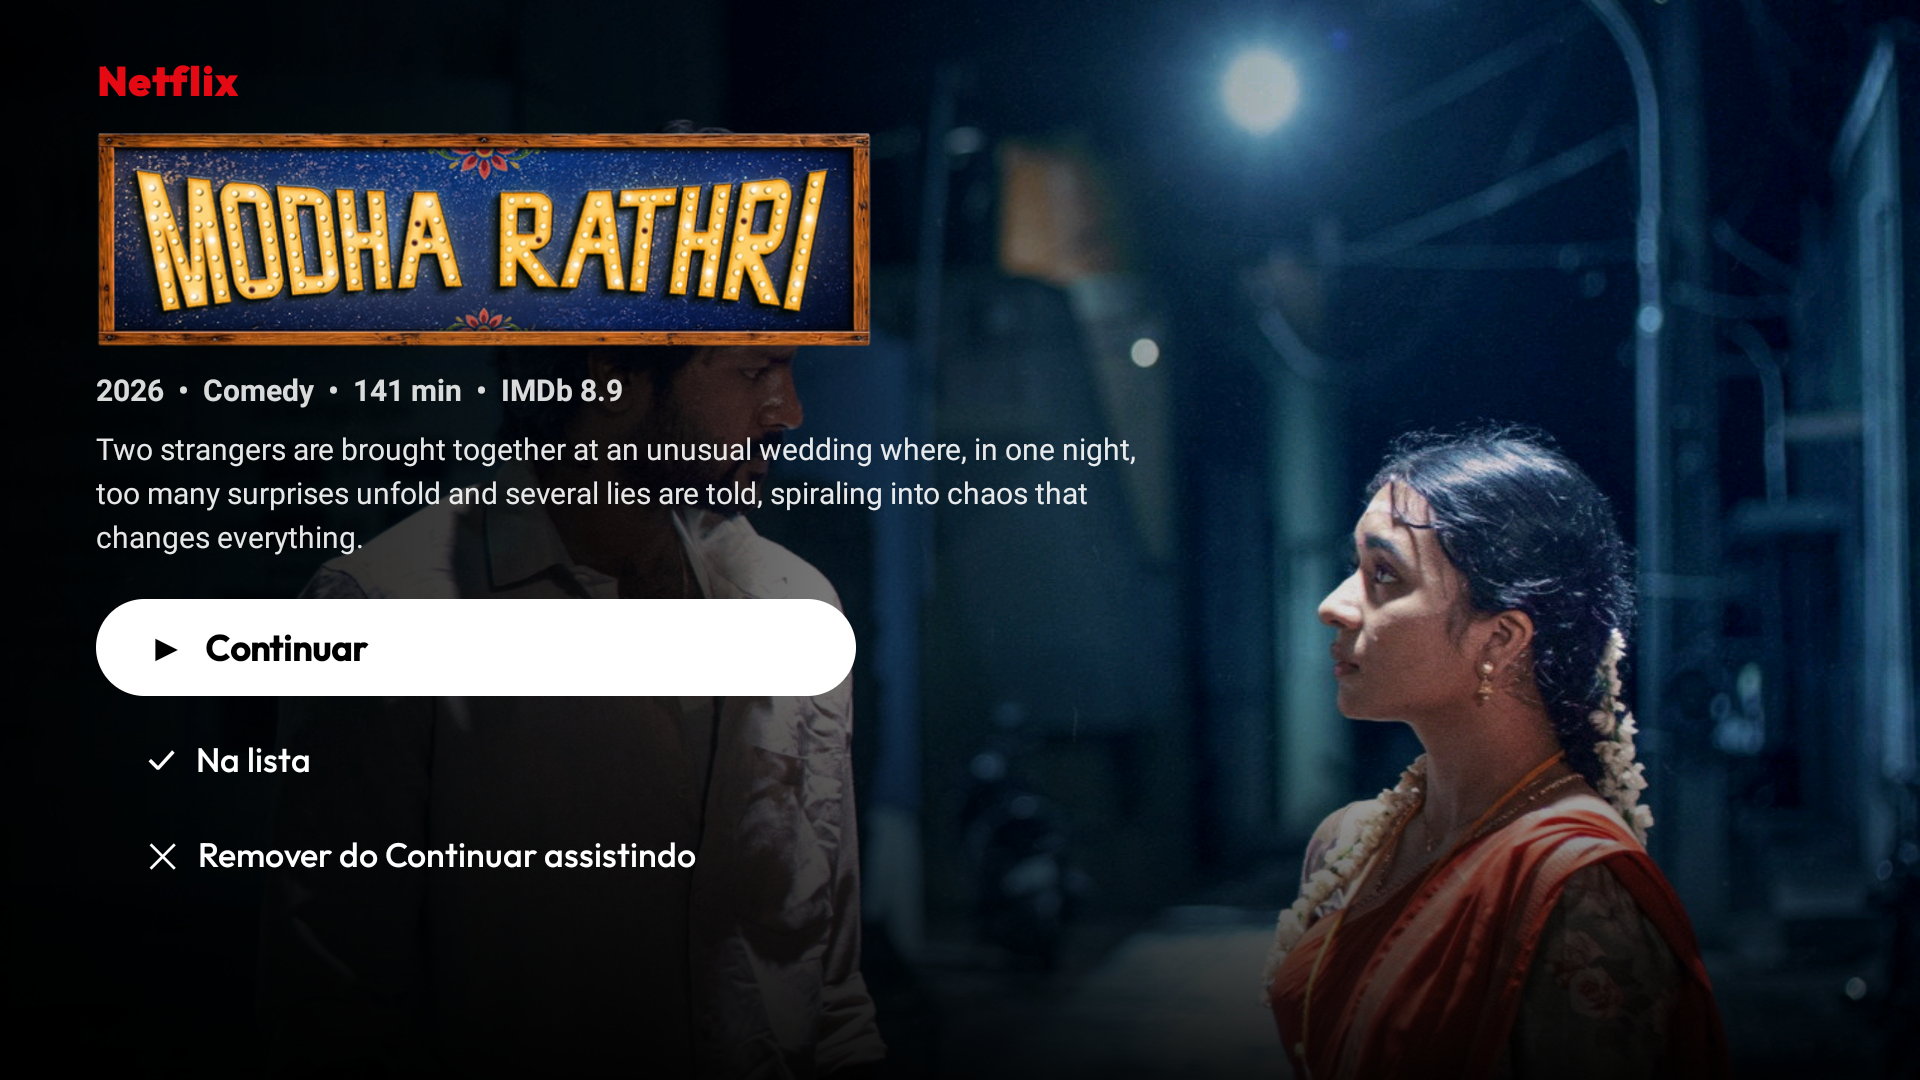 Netflix
MODHA RATHRI
2026 • Comedy • 141 min • IMDb 8.9
Two strangers are brought together at an unusual wedding where, in one night,
too many surprises unfold and several lies are told, spiraling into chaos that
changes everything.
Continuar
Na lista
Remover do Continuar assistindo